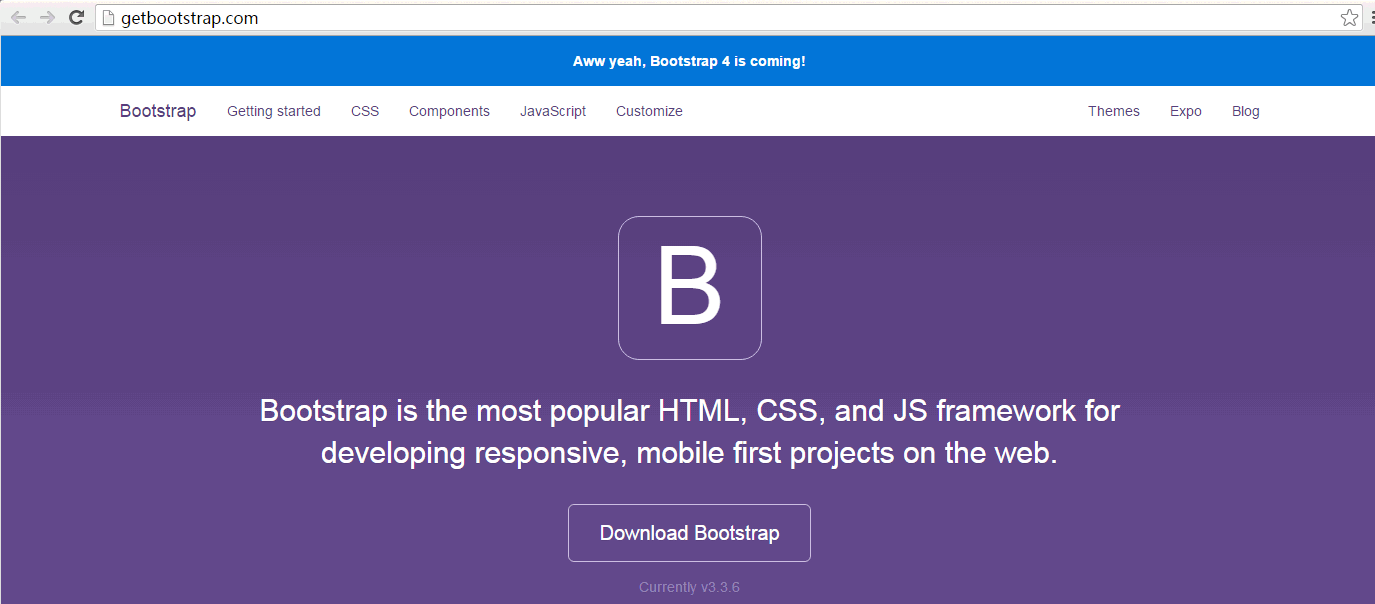 getbootstrap.com
Aww yeah, Bootstrap 4 is coming!
Bootstrap Getting started CSS Components JavaScript Customize Themes Expo Blog
B
Bootstrap is the most popular HTML, CSS, and JS framework for
developing responsive, mobile first projects on the web.
Download Bootstrap
Currently v3.3.6